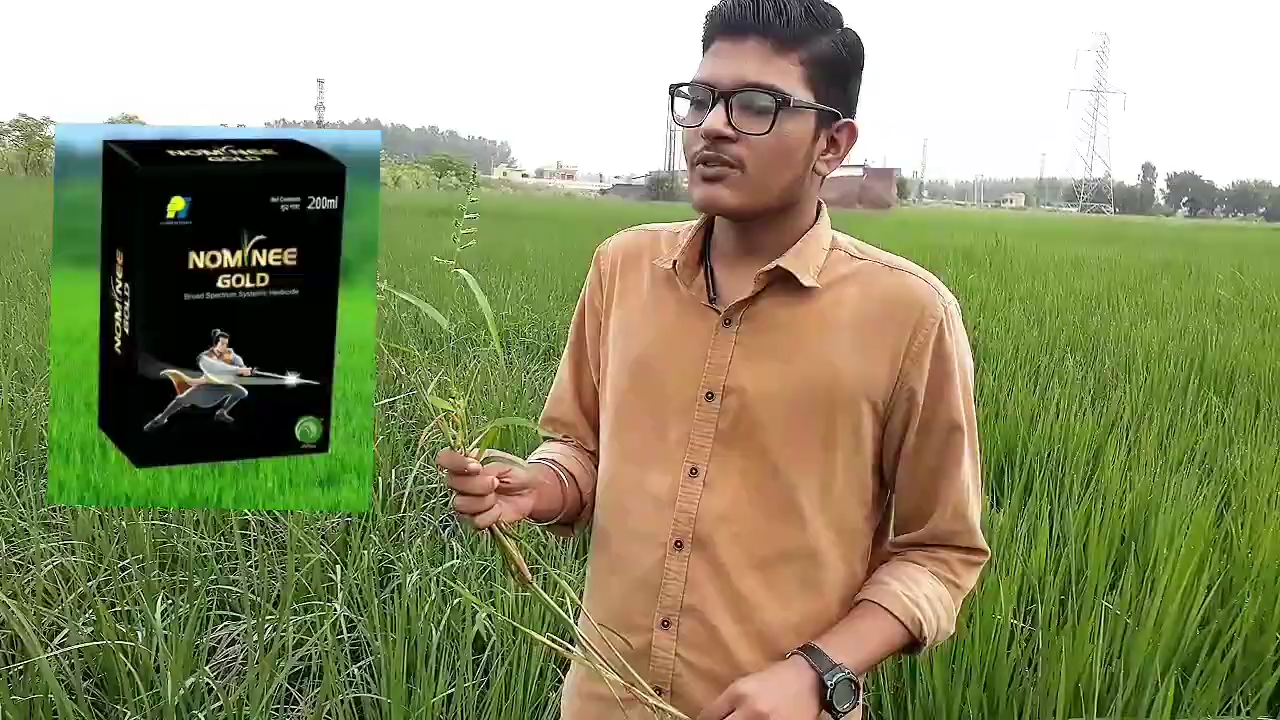 NOMINEE
GOLD
Net Contents
200ml
NOMINEE
GOLD
Broad Spectrum Systemic Herbicide
NOMINEE
GOLD